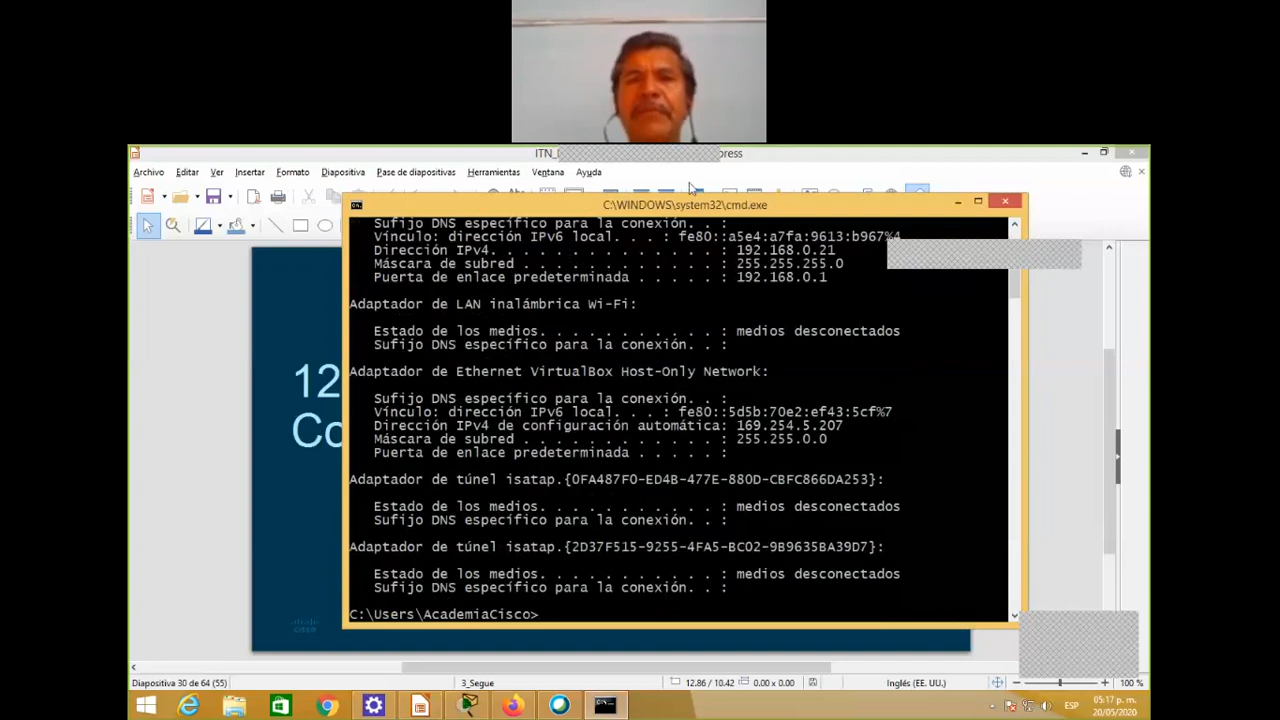 ITN_ ress
Archivo Editar Ver Insertar Formato Diapositiva Pase de diapositivas Herramientas Ventana Ayuda
C:\WINDOWS\system32\cmd.exe
Sufijo DNS específico para la conexión. . :
Vínculo: dirección IPv6 local. . . : fe80::a5e4:a7fa:9613:b967%4
Dirección IPv4. . . . . . . . . . . . . . : 192.168.0.21
Máscara de subred . . . . . . . . . . . . : 255.255.255.0
Puerta de enlace predeterminada . . . . . : 192.168.0.1
Adaptador de LAN inalámbrica Wi-Fi:
Estado de los medios. . . . . . . . . . . : medios desconectados
Sufijo DNS específico para la conexión. . :
Adaptador de Ethernet VirtualBox Host-Only Network:
Sufijo DNS específico para la conexión. . :
Vínculo: dirección IPv6 local. . . : fe80::5d5b:70e2:ef43:5cf%7
Dirección IPv4 de configuración automática: 169.254.5.207
Máscara de subred . . . . . . . . . . . . : 255.255.0.0
Puerta de enlace predeterminada . . . . . :
Adaptador de túnel isatap.{0FA487F0-ED4B-477E-880D-CBFC866DA253}:
Estado de los medios. . . . . . . . . . . : medios desconectados
Sufijo DNS específico para la conexión. . :
Adaptador de túnel isatap.{2D37F515-9255-4FA5-BC02-9B9635BA39D7}:
Estado de los medios. . . . . . . . . . . : medios desconectados
Sufijo DNS específico para la conexión. . :
C:\Users\AcademiaCisco>
12
Co
Diapositiva 30 de 64 (55) 3_Segue 12.86 / 10.42 0.00 x 0.00 Inglés (EE. UU.) 100 %
ESP 05:17 p. m.
20/05/2020